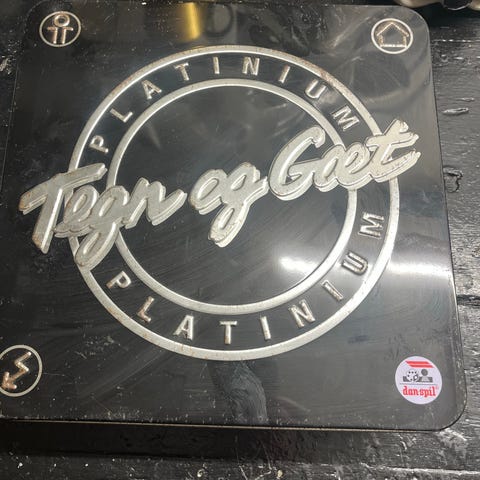 PLATINIUM
Tegn og Gæt
PLATINIUM
danspil